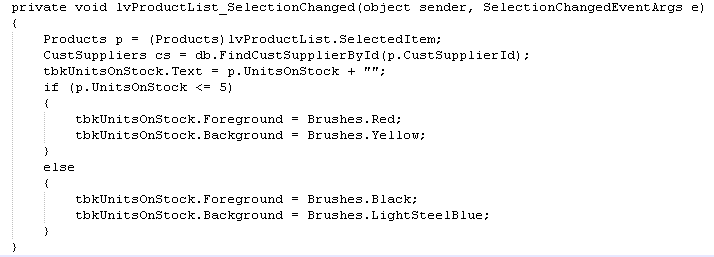 private void lvProductList_SelectionChanged(object sender, SelectionChangedEventArgs e)
{
    Products p = (Products)lvProductList.SelectedItem;
    CustSuppliers cs = db.FindCustSupplierById(p.CustSupplierId);
    tbkUnitsOnStock.Text = p.UnitsOnStock + "";
    if (p.UnitsOnStock <= 5)
    {
        tbkUnitsOnStock.Foreground = Brushes.Red;
        tbkUnitsOnStock.Background = Brushes.Yellow;
    }
    else
    {
        tbkUnitsOnStock.Foreground = Brushes.Black;
        tbkUnitsOnStock.Background = Brushes.LightSteelBlue;
    }
}